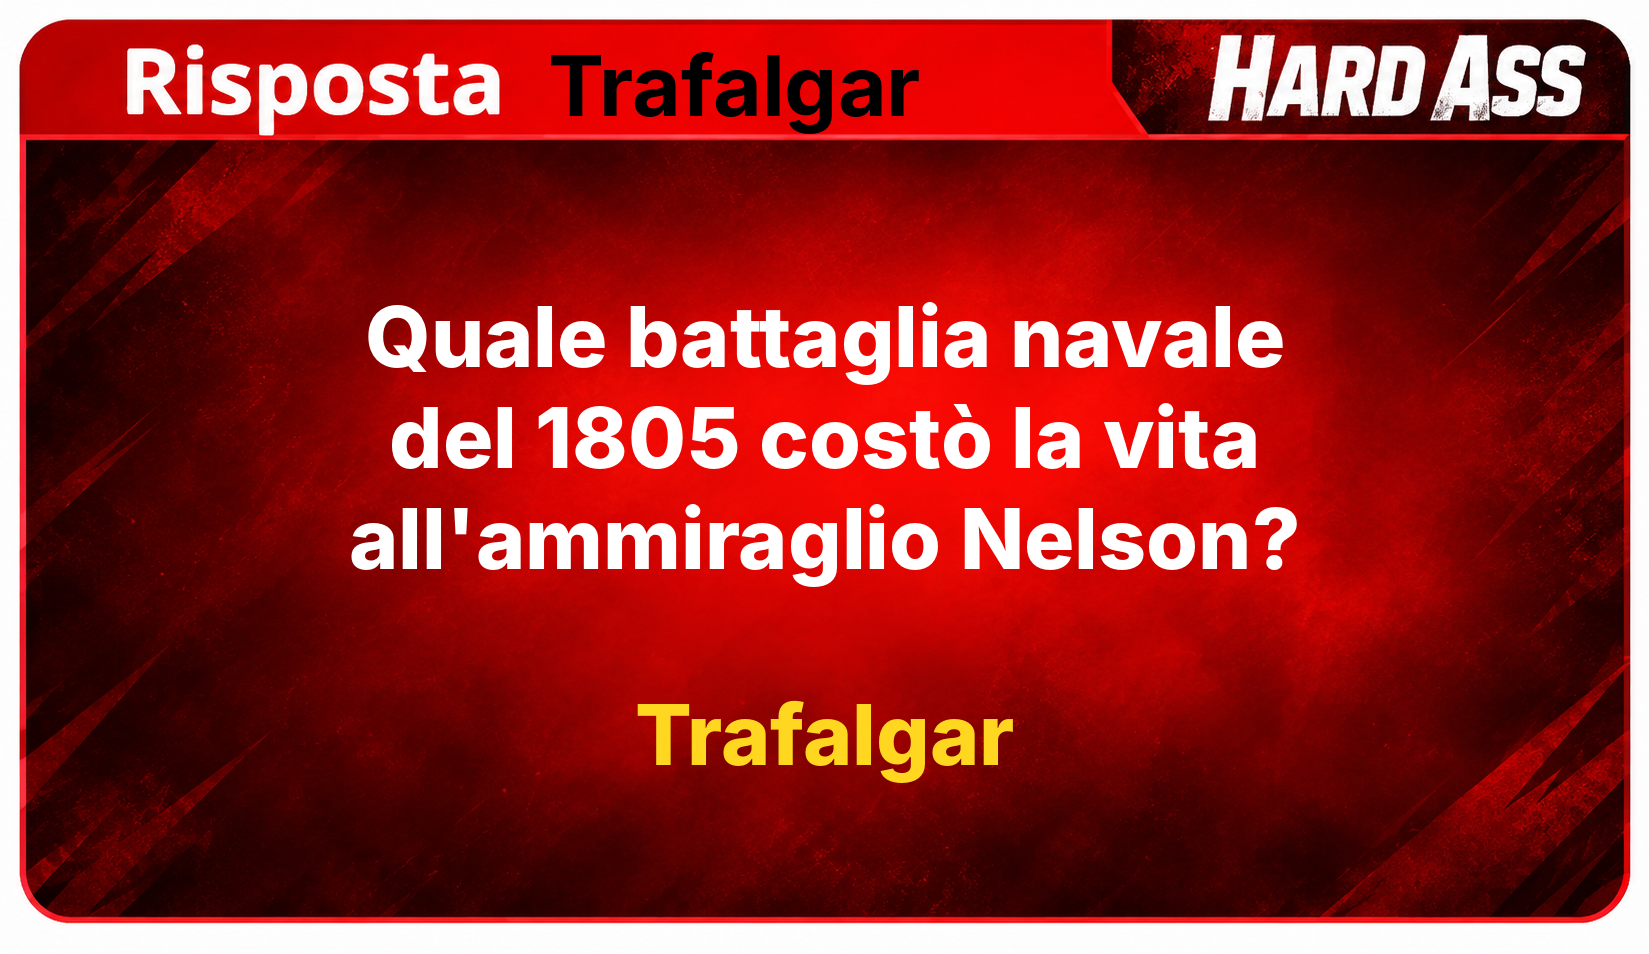 Risposta Trafalgar
HARD ASS
Quale battaglia navale
del 1805 costò la vita
all'ammiraglio Nelson?
Trafalgar